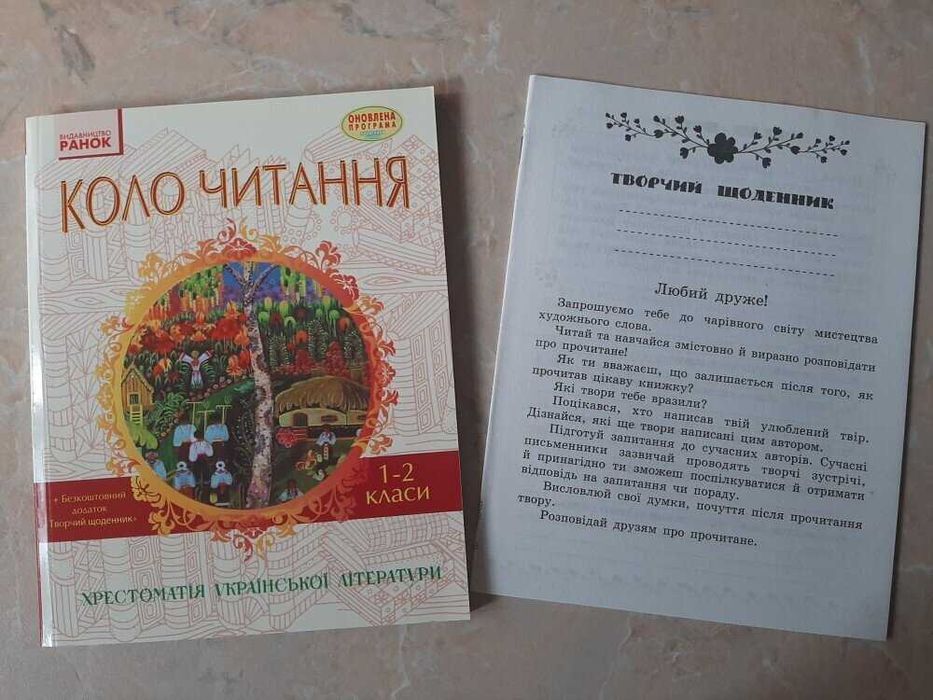 ВИДАВНИЦТВО
РАНОК
ОНОВЛЕНА
ПРОГРАМА
КОЛО ЧИТАННЯ
1-2
класи
+ Безкоштовний
додаток
«Творчий щоденник»
ХРЕСТОМАТІЯ УКРАЇНСЬКОЇ ЛІТЕРАТУРИ
ТВОРЧИЙ ЩОДЕННИК
Любий друже!
Запрошуємо тебе до чарівного світу мистецтва
художнього слова.
Читай та навчайся змістовно й виразно розповідати
про прочитане!
Як ти вважаєш, що залишається після того, як
прочитав цікаву книжку?
Які твори тебе вразили?
Поцікався, хто написав твій улюблений твір.
Дізнайся, які ще твори написані цим автором.
Підготуй запитання до сучасних авторів. Сучасні
письменники зазвичай проводять творчі зустрічі,
й принагідно ти зможеш поспілкуватися й отримати
відповідь на запитання чи пораду.
Висловлюй свої думки, почуття після прочитання
твору.
Розповідай друзям про прочитане.